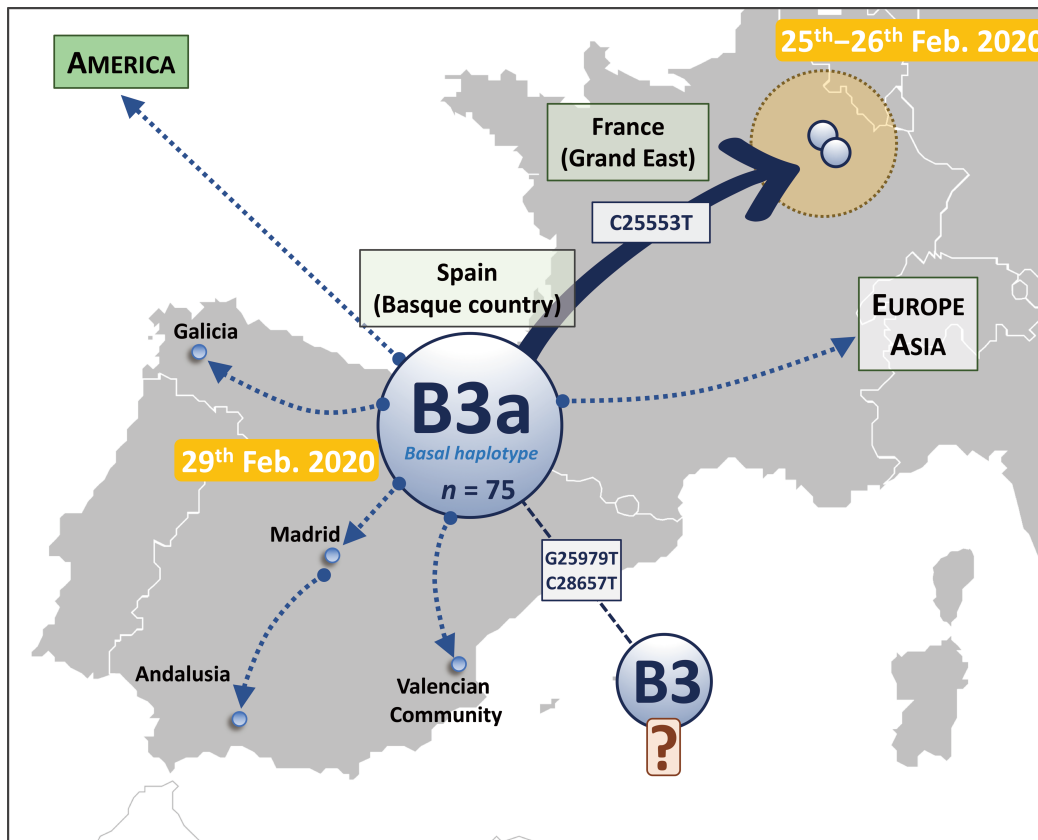 25th–26th Feb. 2020
AMERICA
France
(Grand East)
C25553T
Spain
(Basque country)
EUROPE
ASIA
Galicia
B3a
Basal haplotype
n = 75
29th Feb. 2020
Madrid
G25979T
C28657T
Andalusia
Valencian
Community
B3
?